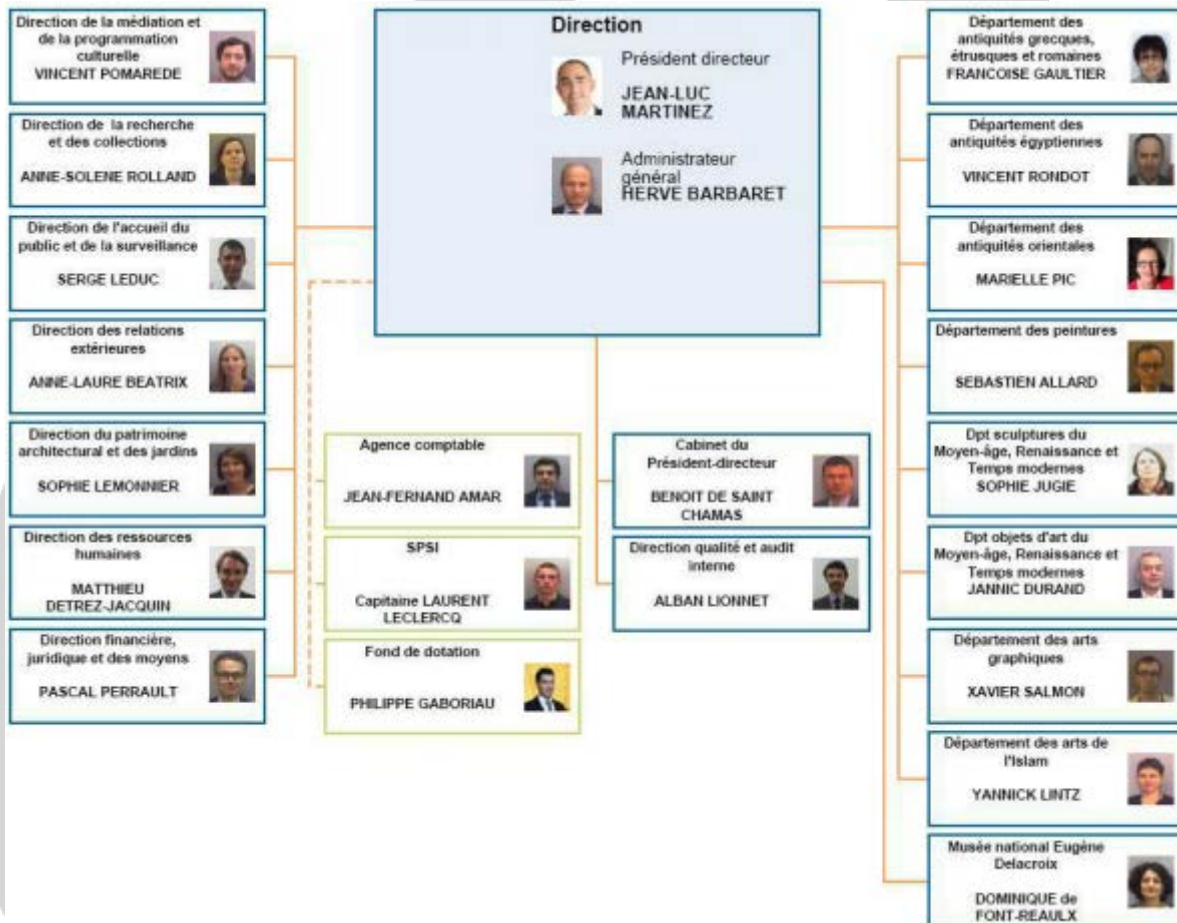 Direction de la médiation et
de la programmation
culturelle
VINCENT POMAREDE
Direction de la recherche
et des collections
ANNE-SOLENE ROLLAND
Direction de l'accueil du
public et de la surveillance
SERGE LEDUC
Direction des relations
extérieures
ANNE-LAURE BEATRIX
Direction du patrimoine
architectural et des jardins
SOPHIE LEMONNIER
Direction des ressources
humaines
MATTHIEU
DETREZ-JACQUIN
Direction financière,
juridique et des moyens
PASCAL PERRAULT
Direction
Président directeur
JEAN-LUC
MARTINEZ
Administrateur
général
HERVE BARBARET
Agence comptable
JEAN-FERNAND AMAR
SPSI
Capitaine LAURENT
LECLERCQ
Fond de dotation
PHILIPPE GABORIAU
Cabinet du
Président-directeur
BENOIT DE SAINT
CHAMAS
Direction qualité et audit
interne
ALBAN LIONNET
Département des
antiquités grecques,
étrusques et romaines
FRANCOISE GAULTIER
Département des
antiquités égyptiennes
VINCENT RONDOT
Département des
antiquités orientales
MARIELLE PIC
Département des peintures
SEBASTIEN ALLARD
Dpt sculptures du
Moyen-âge, Renaissance et
Temps modernes
SOPHIE JUGIE
Dpt objets d'art du
Moyen-âge, Renaissance et
Temps modernes
JANNIC DURAND
Département des arts
graphiques
XAVIER SALMON
Département des arts de
l'Islam
YANNICK LINTZ
Musée national Eugène
Delacroix
DOMINIQUE de
FONT-REAULX